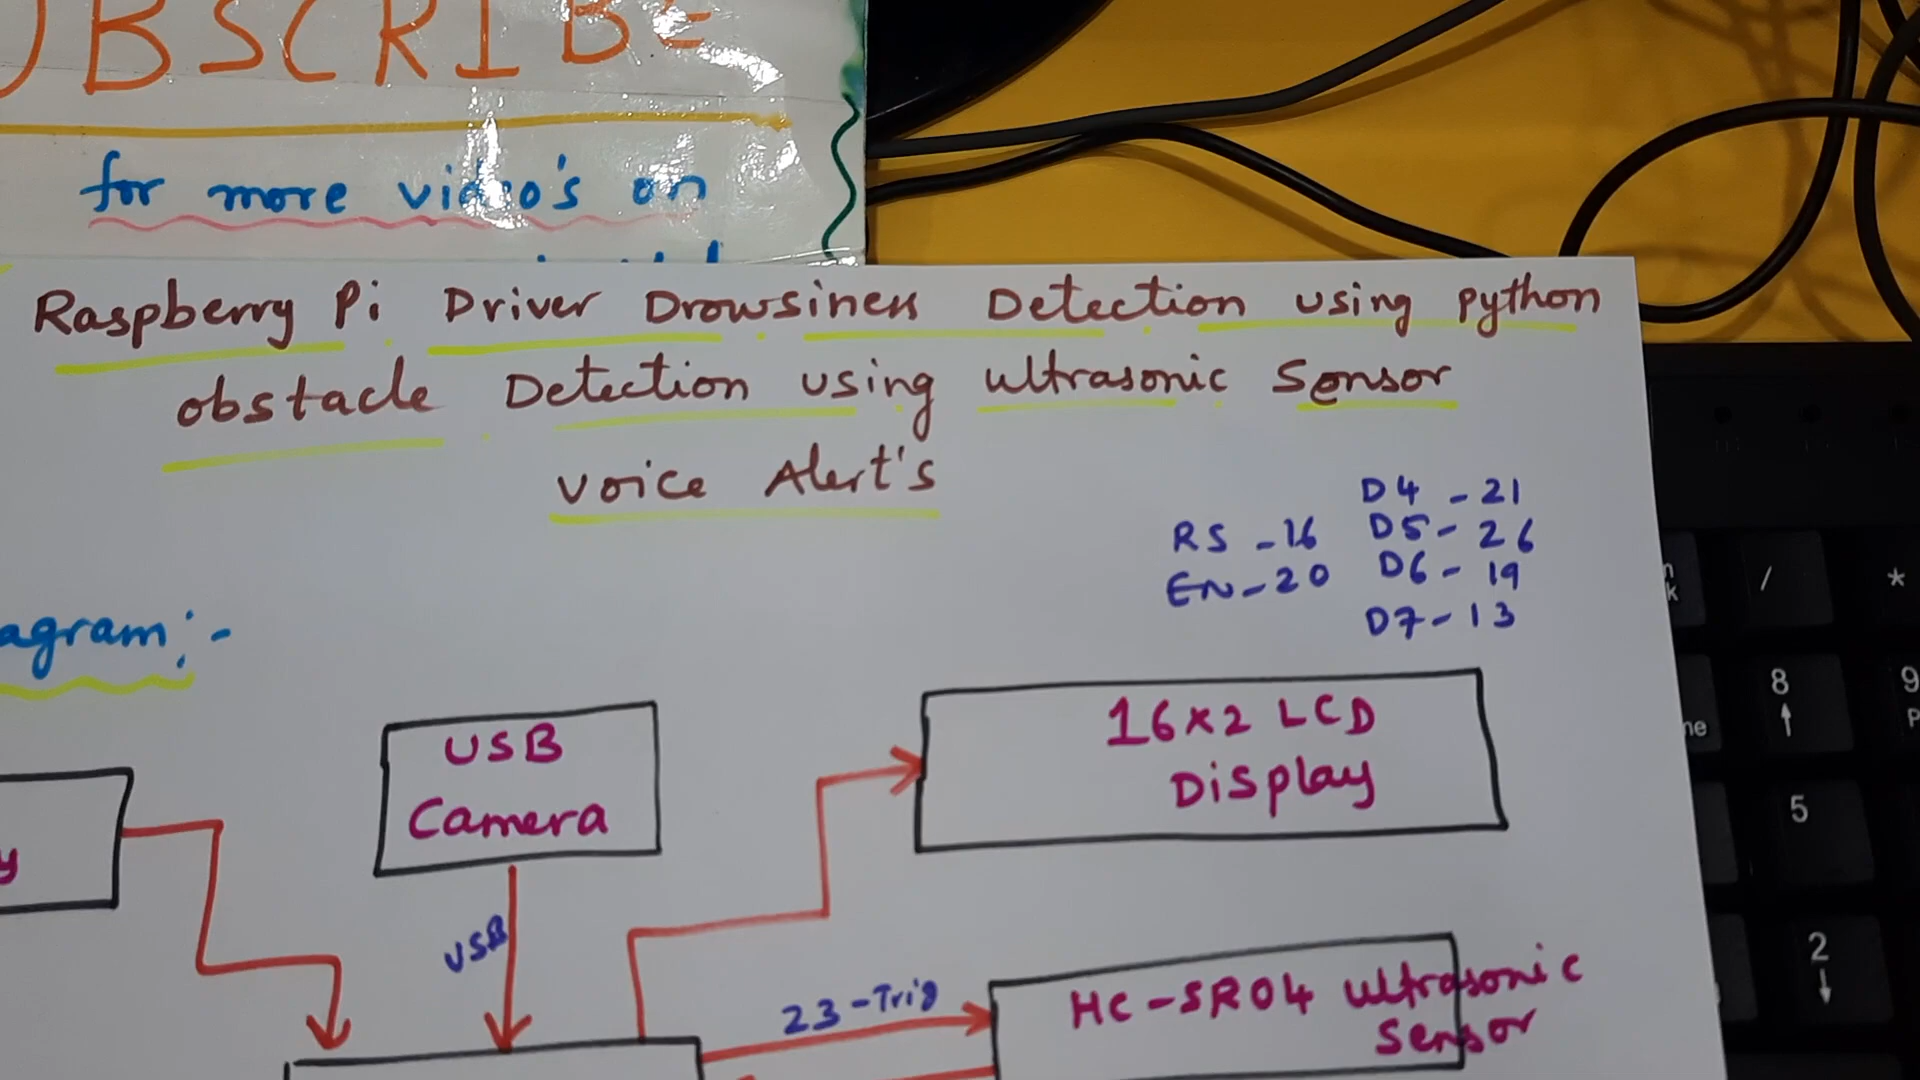 for more video's on
Raspberry Pi Driver Drowsiness Detection using python
obstacle Detection using ultrasonic Sensor
voice Alert's
D4 - 21
RS - 16 D5 - 26
EN - 20 D6 - 19
D7 - 13
USB
Camera
16x2 LCD
Display
USB
23 - Trig
HC-SR04 ultrasonic
Sensor
/
*
8
9
5
2